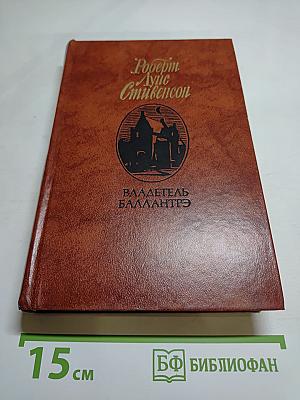 Роберт
Луис
Стивенсон
ВЛАДЕТЕЛЬ
БАЛЛАНТРЭ
15 см
БФ БИБЛИОФАН